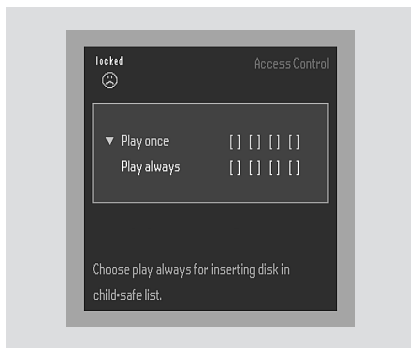 locked
Access Control
▼ Play once [ ] [ ] [ ] [ ]
Play always [ ] [ ] [ ] [ ]
Choose play always for inserting disk in
child-safe list.